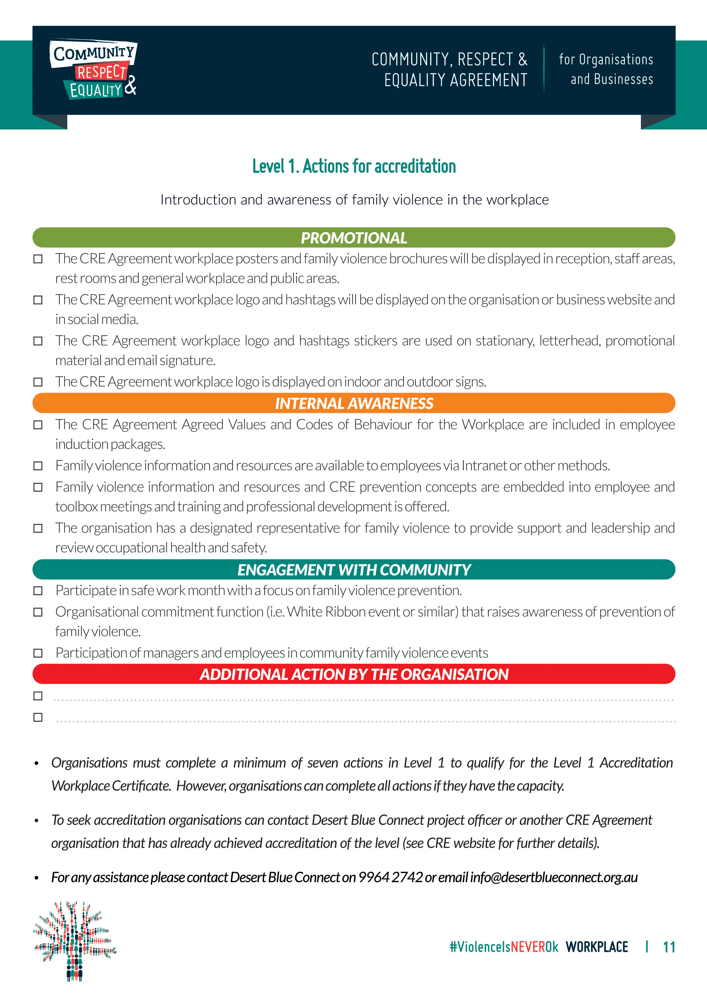 COMMUNITY
RESPECT
& EQUALITY
COMMUNITY, RESPECT &
EQUALITY AGREEMENT
for Organisations
and Businesses
Level 1. Actions for accreditation
Introduction and awareness of family violence in the workplace
PROMOTIONAL
The CRE Agreement workplace posters and family violence brochures will be displayed in reception, staff areas,
rest rooms and general workplace and public areas.
The CRE Agreement workplace logo and hashtags will be displayed on the organisation or business website and
in social media.
The CRE Agreement workplace logo and hashtags stickers are used on stationary, letterhead, promotional
material and email signature.
The CRE Agreement workplace logo is displayed on indoor and outdoor signs.
INTERNAL AWARENESS
The CRE Agreement Agreed Values and Codes of Behaviour for the Workplace are included in employee
induction packages.
Family violence information and resources are available to employees via Intranet or other methods.
Family violence information and resources and CRE prevention concepts are embedded into employee and
toolbox meetings and training and professional development is offered.
The organisation has a designated representative for family violence to provide support and leadership and
review occupational health and safety.
ENGAGEMENT WITH COMMUNITY
Participate in safe work month with a focus on family violence prevention.
Organisational commitment function (i.e. White Ribbon event or similar) that raises awareness of prevention of
family violence.
Participation of managers and employees in community family violence events
ADDITIONAL ACTION BY THE ORGANISATION
• Organisations must complete a minimum of seven actions in Level 1 to qualify for the Level 1 Accreditation
Workplace Certificate. However, organisations can complete all actions if they have the capacity.
• To seek accreditation organisations can contact Desert Blue Connect project officer or another CRE Agreement
organisation that has already achieved accreditation of the level (see CRE website for further details).
• For any assistance please contact Desert Blue Connect on 9964 2742 or email info@desertblueconnect.org.au
#ViolenceIsNEVEROk WORKPLACE | 11